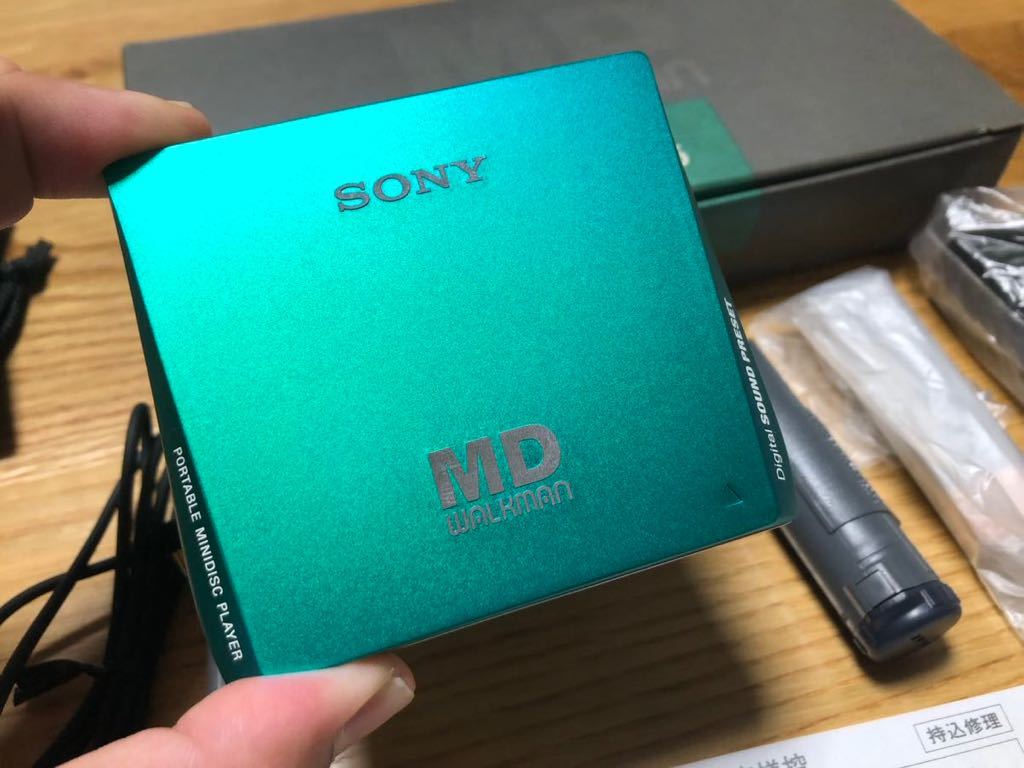 SONY
MD
WALKMAN
PORTABLE MINIDISC PLAYER
Digital SOUND PRESET
持込修理